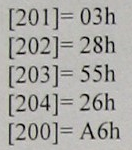 [201]= 03h
[202]= 28h
[203]= 55h
[204]= 26h
[200]= A6h